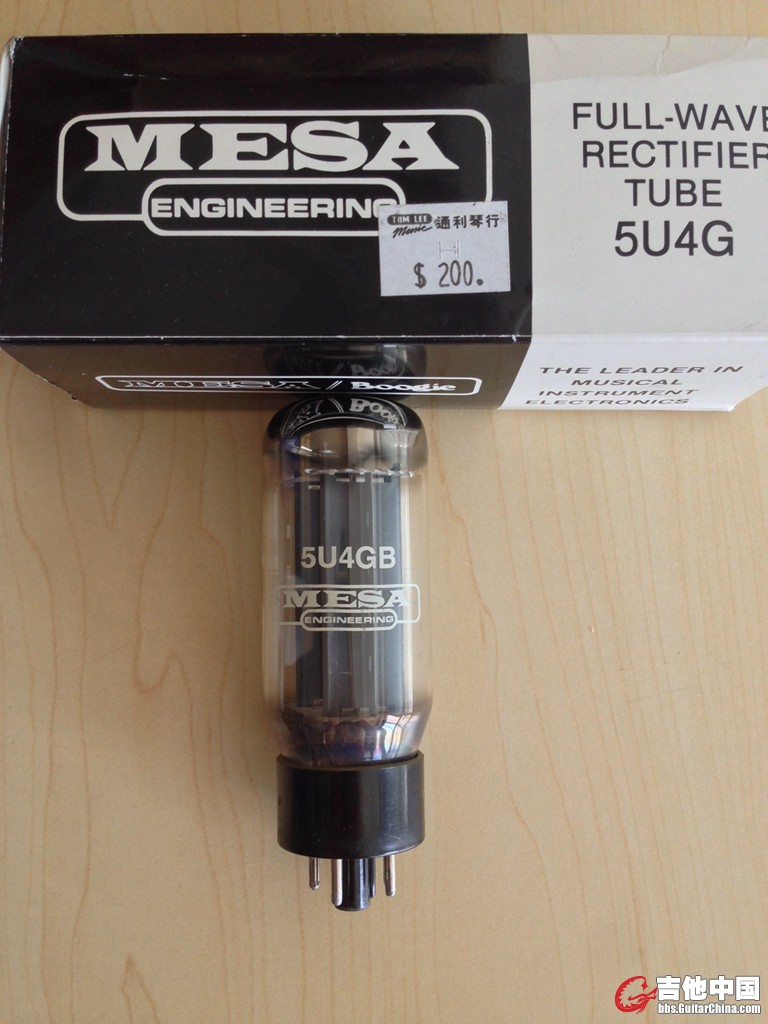 MESA
ENGINEERING
FULL-WAVE
RECTIFIER
TUBE
5U4G
TOM LEE
Music
通利琴行
H
$ 200.
MESA / Boogie
THE LEADER IN
MUSICAL
INSTRUMENT
ELECTRONICS
Boogie
5U4GB
MESA
ENGINEERING
吉他中国
bbs.GuitarChina.com